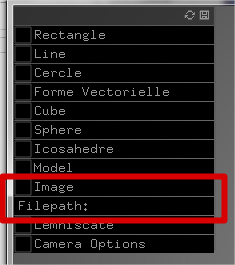 Rectangle
Line
Cercle
Forme Vectorielle
Cube
Sphere
Icosahedre
Model
Image
Filepath:
Lemniscate
Camera Options